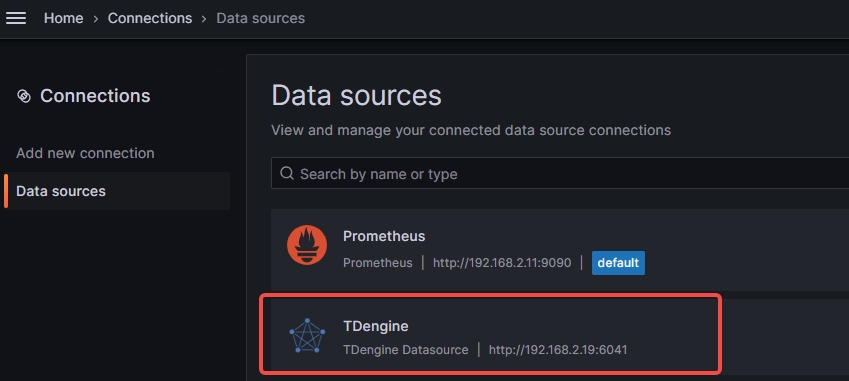 Home › Connections › Data sources
Connections
Add new connection
Data sources
Data sources
View and manage your connected data source connections
Search by name or type
Prometheus
Prometheus | http://192.168.2.11:9090 | default
TDengine
TDengine Datasource | http://192.168.2.19:6041